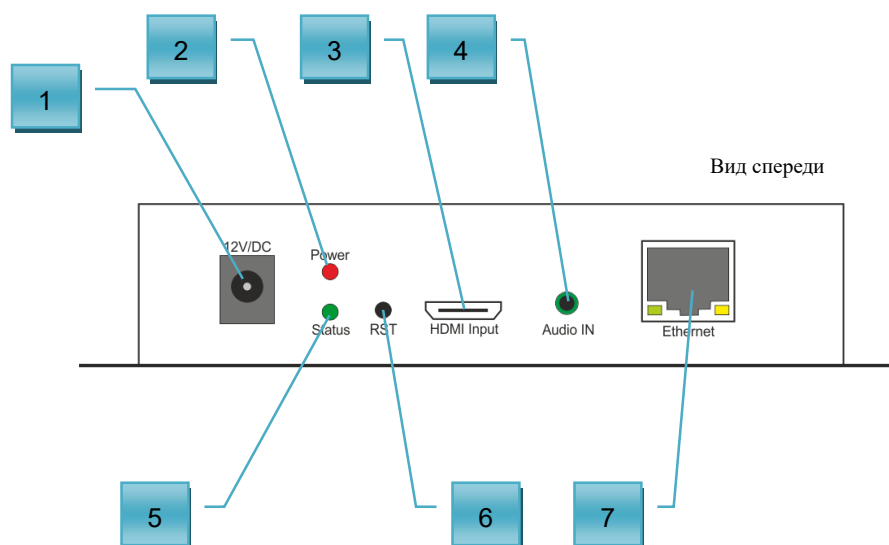 2
3
4
1
Вид спереди
12V/DC
Power
Status
RST
HDMI Input
Audio IN
Ethernet
5
6
7